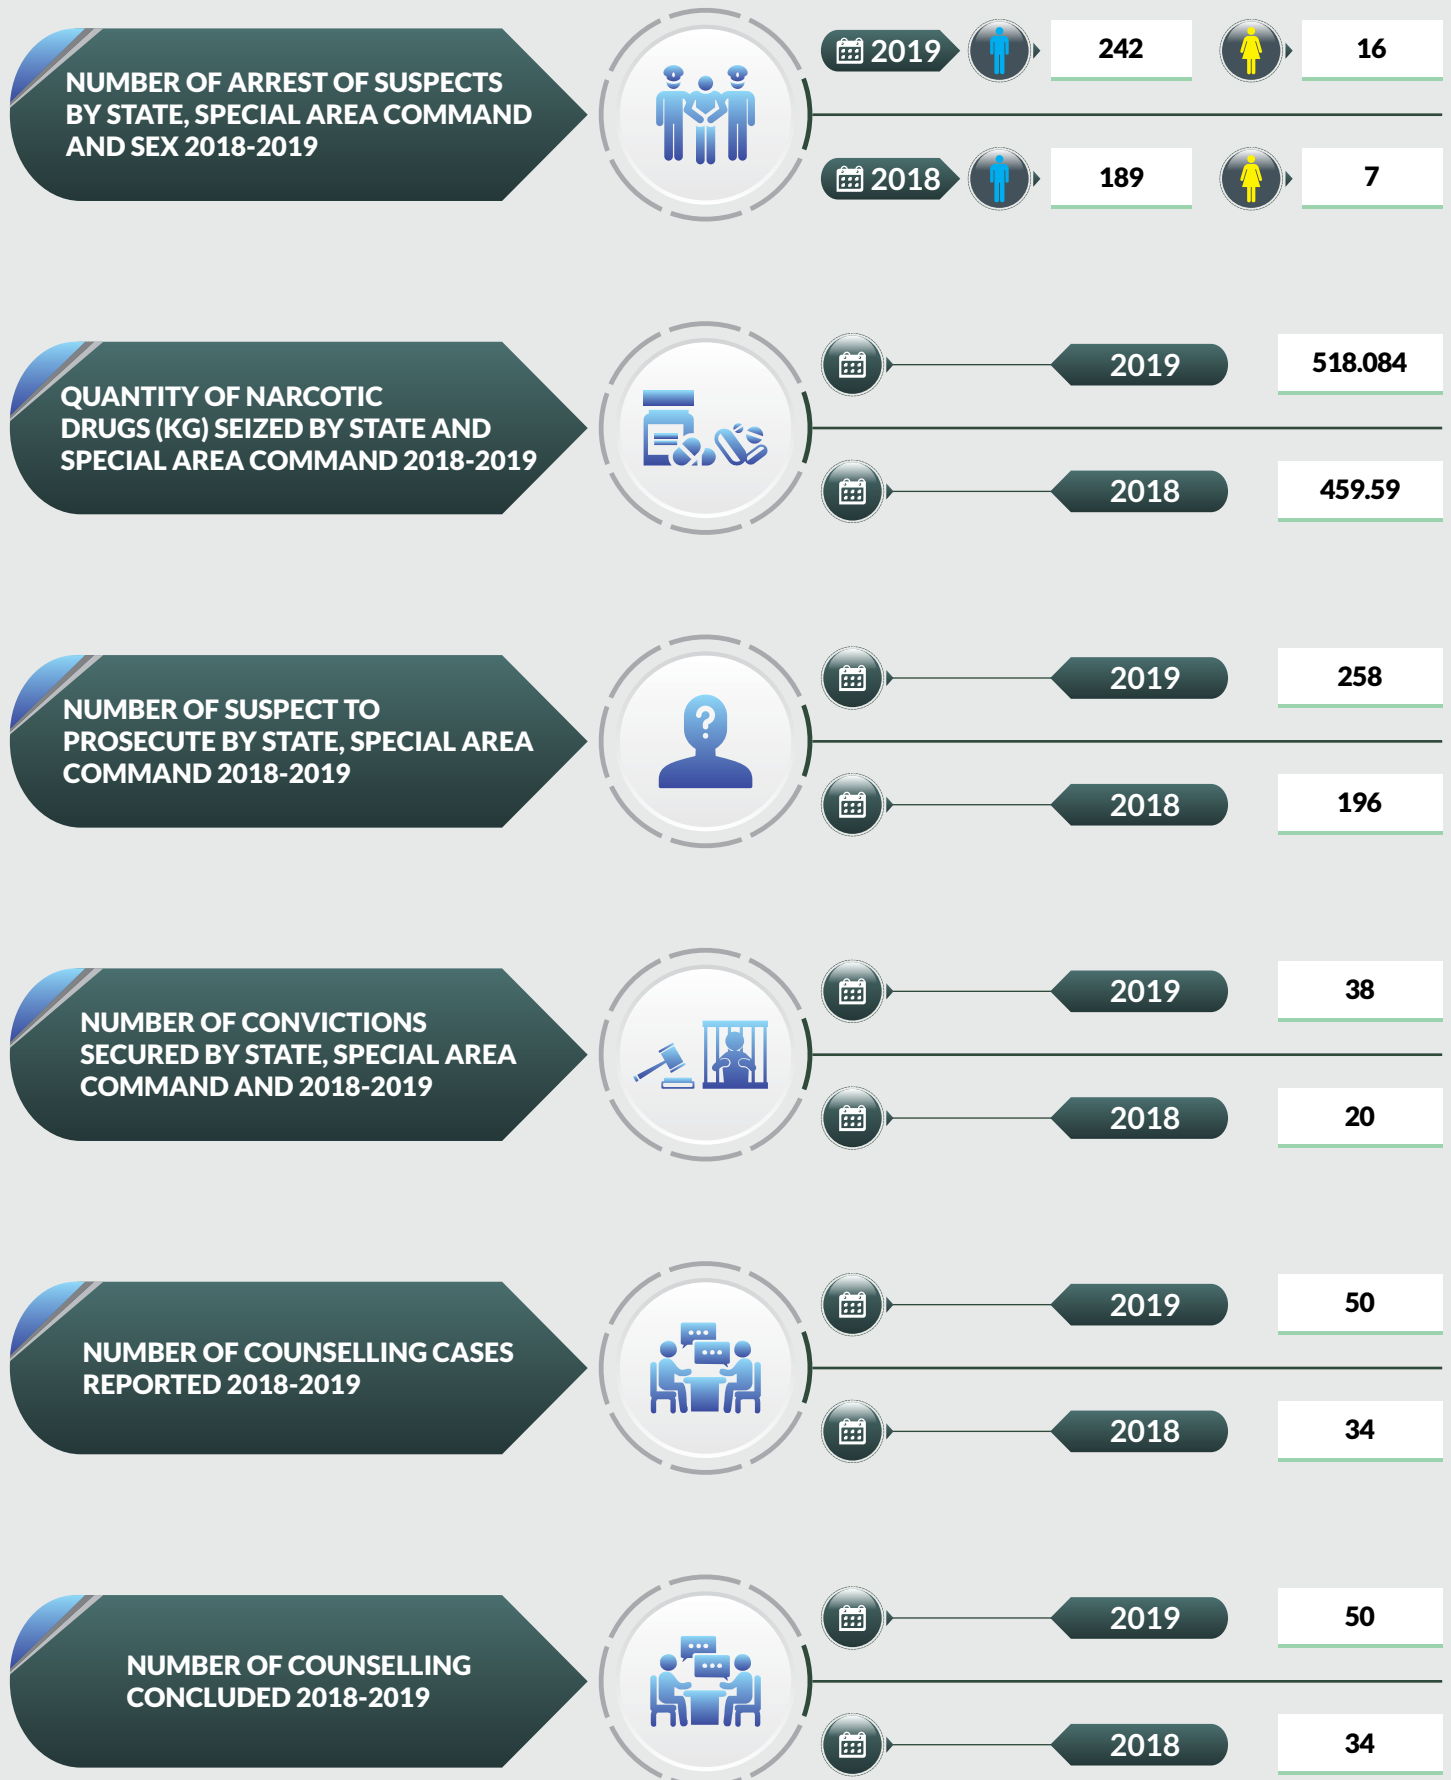 NUMBER OF ARREST OF SUSPECTS
BY STATE, SPECIAL AREA COMMAND
AND SEX 2018-2019
2019 242 16
2018 189 7
QUANTITY OF NARCOTIC
DRUGS (KG) SEIZED BY STATE AND
SPECIAL AREA COMMAND 2018-2019
2019 518.084
2018 459.59
NUMBER OF SUSPECT TO
PROSECUTE BY STATE, SPECIAL AREA
COMMAND 2018-2019
?
2019 258
2018 196
NUMBER OF CONVICTIONS
SECURED BY STATE, SPECIAL AREA
COMMAND AND 2018-2019
2019 38
2018 20
NUMBER OF COUNSELLING CASES
REPORTED 2018-2019
2019 50
2018 34
NUMBER OF COUNSELLING
CONCLUDED 2018-2019
2019 50
2018 34